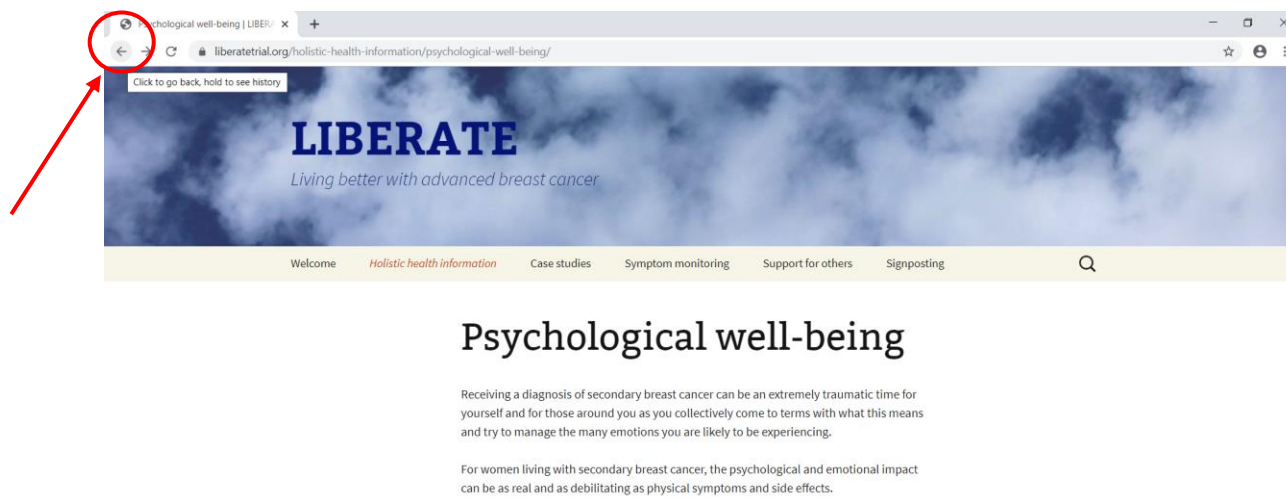 Psychological well-being | LIBER
liberatetrial.org/holistic-health-information/psychological-well-being/
Click to go back, hold to see history
LIBERATE
Living better with advanced breast cancer
Welcome Holistic health information Case studies Symptom monitoring Support for others Signposting
Psychological well-being
Receiving a diagnosis of secondary breast cancer can be an extremely traumatic time for
yourself and for those around you as you collectively come to terms with what this means
and try to manage the many emotions you are likely to be experiencing.
For women living with secondary breast cancer, the psychological and emotional impact
can be as real and as debilitating as physical symptoms and side effects.